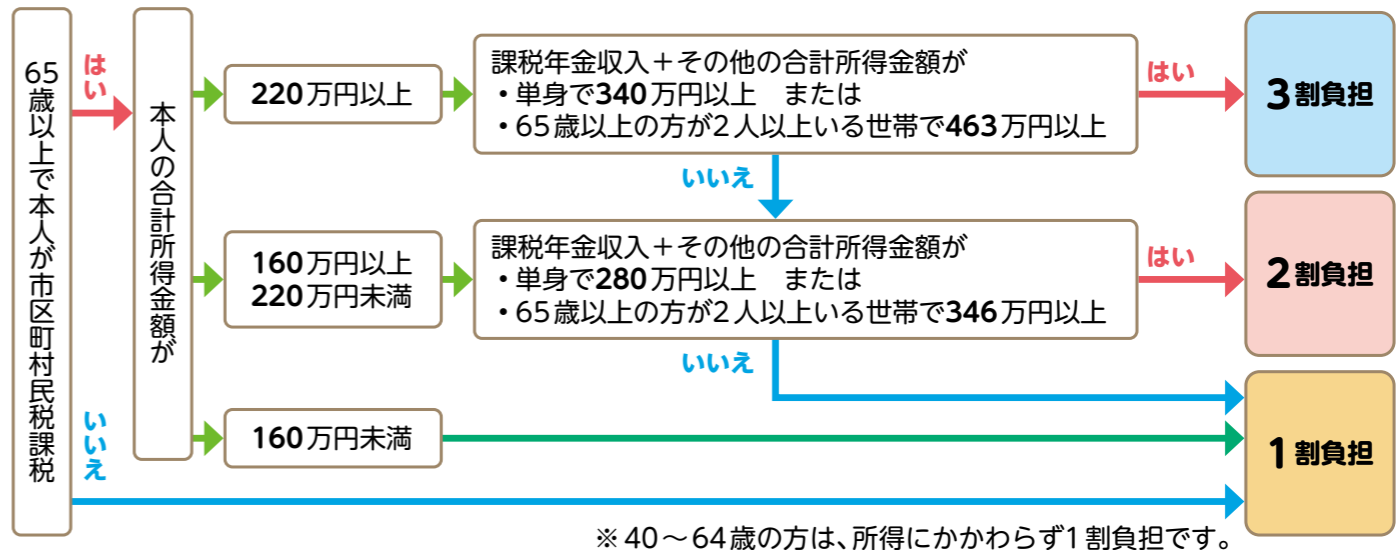 65歳以上で本人が市区町村民税課税
はい
いいえ
本人の合計所得金額が
220万円以上
課税年金収入＋その他の合計所得金額が
・単身で340万円以上　または
・65歳以上の方が2人以上いる世帯で463万円以上
はい
3割負担
いいえ
160万円以上
220万円未満
課税年金収入＋その他の合計所得金額が
・単身で280万円以上　または
・65歳以上の方が2人以上いる世帯で346万円以上
はい
2割負担
いいえ
160万円未満
1割負担
※40～64歳の方は、所得にかかわらず1割負担です。